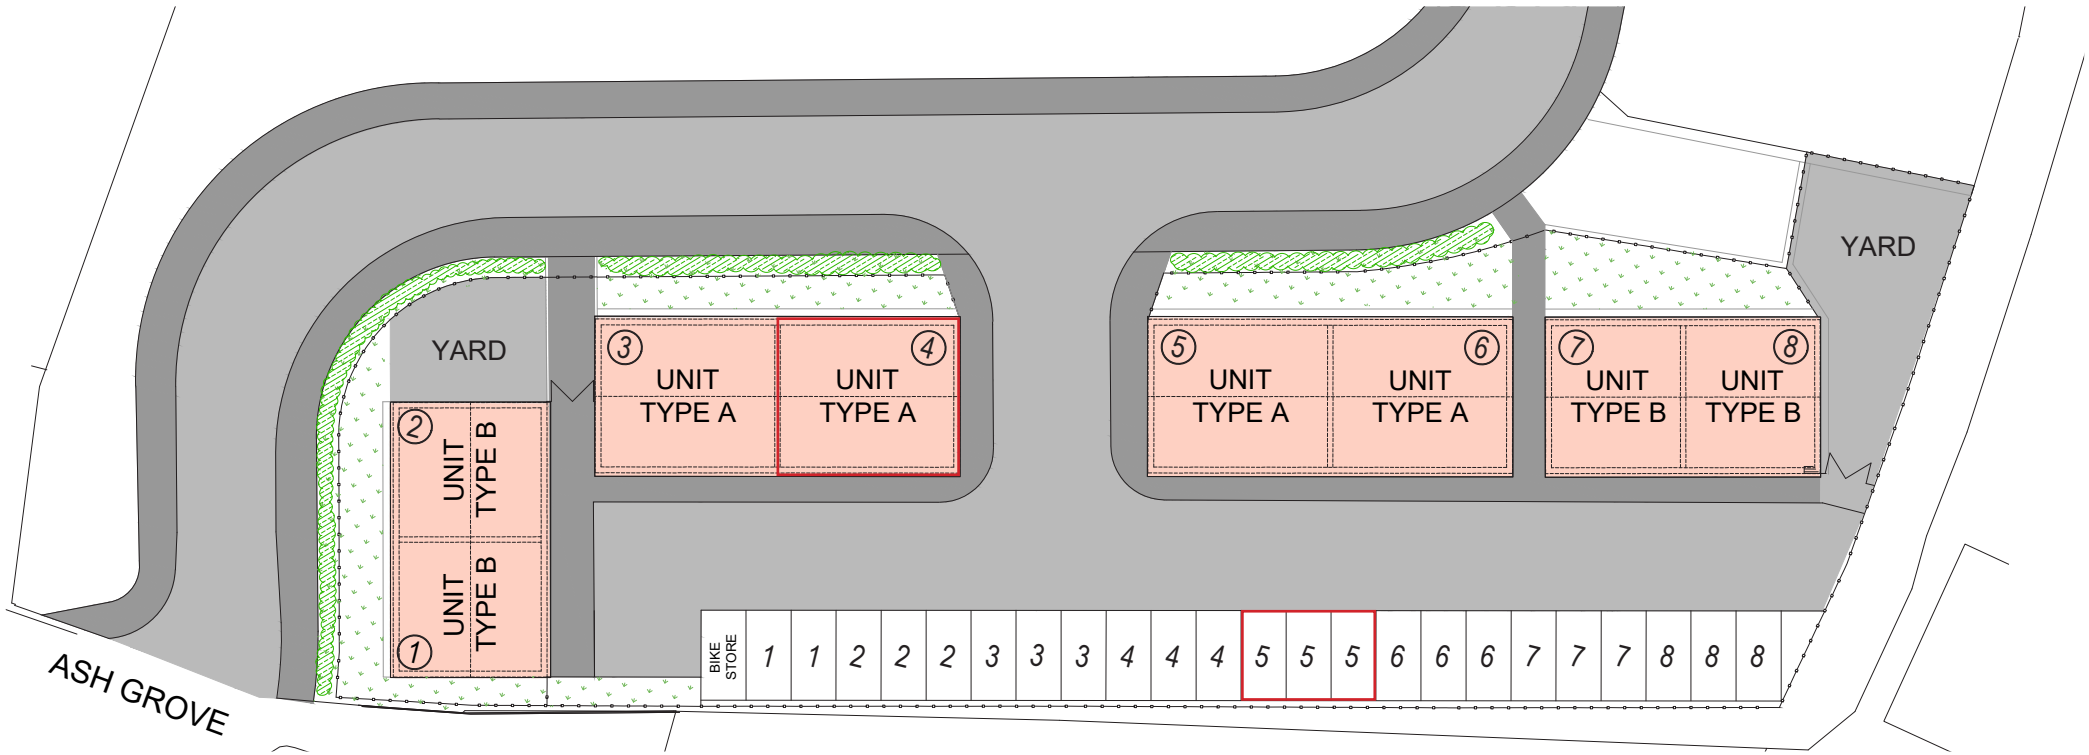 YARD
YARD
3
UNIT
TYPE A
4
UNIT
TYPE A
5
UNIT
TYPE A
6
UNIT
TYPE A
7
UNIT
TYPE B
8
UNIT
TYPE B
2
UNIT
TYPE B
1
UNIT
TYPE B
BIKE
STORE
1 1 2 2 2 3 3 3 4 4 4 5 5 5 6 6 6 7 7 7 8 8 8
ASH GROVE